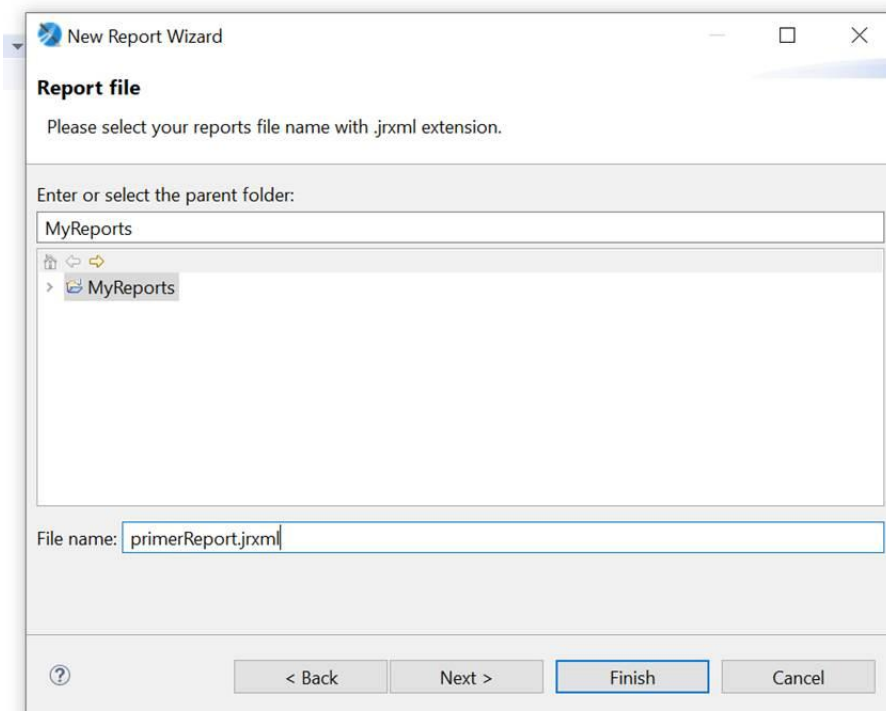 New Report Wizard
Report file
Please select your reports file name with .jrxml extension.
Enter or select the parent folder:
MyReports
MyReports
File name: primerReport.jrxml
< Back Next > Finish Cancel